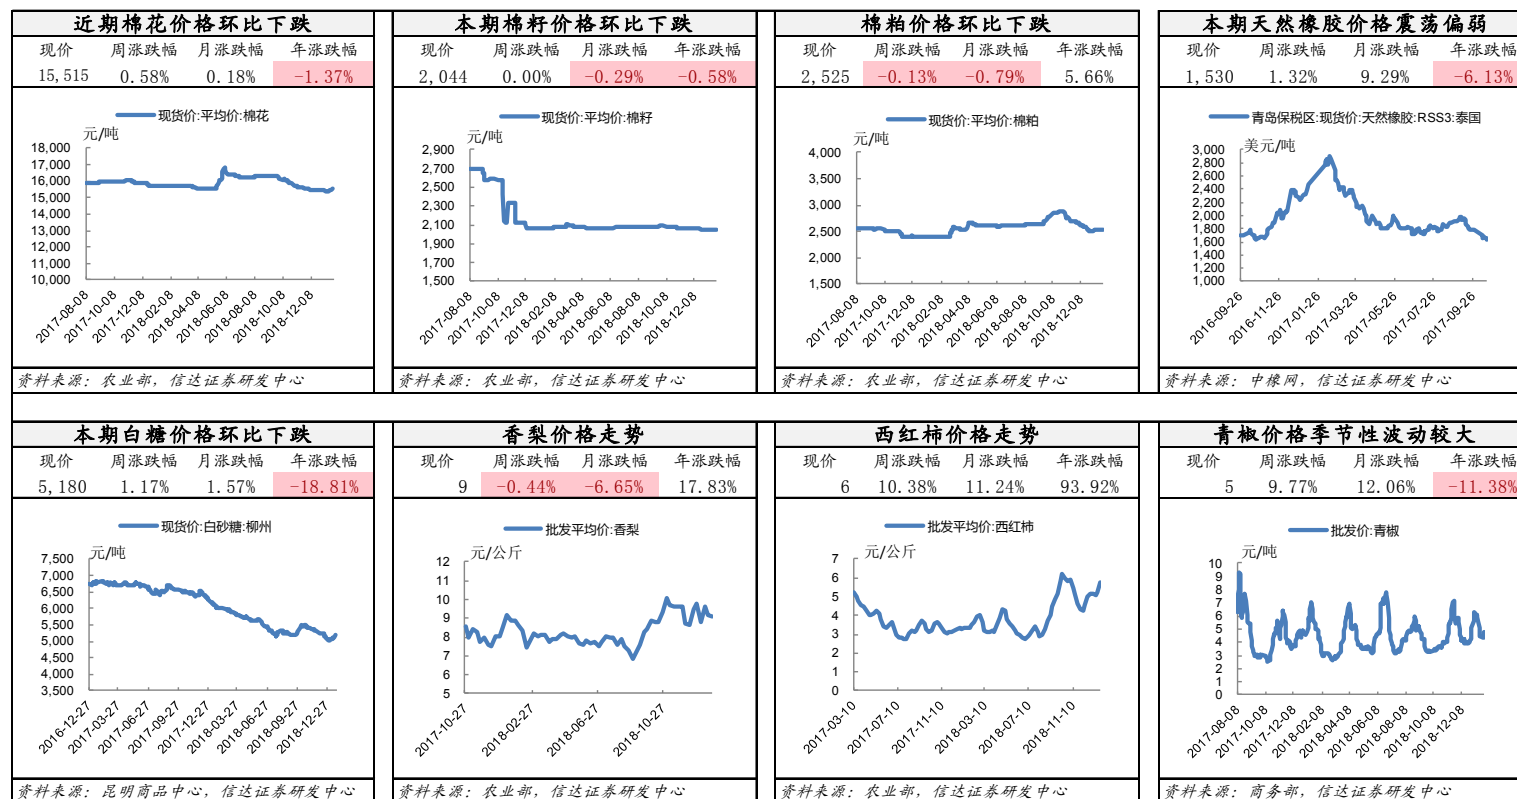 近期棉花价格环比下跌
现价 周涨跌幅 月涨跌幅 年涨跌幅
15,515 0.58% 0.18% -1.37%
现货价:平均价:棉花
元/吨
18,000
17,000
16,000
15,000
14,000
13,000
12,000
11,000
10,000
2017-08-08
2017-10-08
2017-12-08
2018-02-08
2018-04-08
2018-06-08
2018-08-08
2018-10-08
2018-12-08
资料来源：农业部，信达证券研发中心
本期棉籽价格环比下跌
现价 周涨跌幅 月涨跌幅 年涨跌幅
2,044 0.00% -0.29% -0.58%
现货价:平均价:棉籽
元/吨
2,900
2,700
2,500
2,300
2,100
1,900
1,700
1,500
2017-08-08
2017-10-08
2017-12-08
2018-02-08
2018-04-08
2018-06-08
2018-08-08
2018-10-08
2018-12-08
资料来源：农业部，信达证券研发中心
棉粕价格环比下跌
现价 周涨跌幅 月涨跌幅 年涨跌幅
2,525 -0.13% -0.79% 5.66%
现货价:平均价:棉粕
元/吨
4,000
3,500
3,000
2,500
2,000
1,500
2017-08-08
2017-10-08
2017-12-08
2018-02-08
2018-04-08
2018-06-08
2018-08-08
2018-10-08
2018-12-08
资料来源：农业部，信达证券研发中心
本期天然橡胶价格震荡偏弱
现价 周涨跌幅 月涨跌幅 年涨跌幅
1,530 1.32% 9.29% -6.13%
青岛保税区:现货价:天然橡胶:RSS3:泰国
美元/吨
3,000
2,800
2,600
2,400
2,200
2,000
1,800
1,600
1,400
1,200
1,000
2016-09-26
2016-11-26
2017-01-26
2017-03-26
2017-05-26
2017-07-26
2017-09-26
资料来源：中橡网，信达证券研发中心
本期白糖价格环比下跌
现价 周涨跌幅 月涨跌幅 年涨跌幅
5,180 1.17% 1.57% -18.81%
现货价:白砂糖:柳州
元/吨
7,500
7,000
6,500
6,000
5,500
5,000
4,500
4,000
3,500
2016-12-27
2017-03-27
2017-06-27
2017-09-27
2017-12-27
2018-03-27
2018-06-27
2018-09-27
2018-12-27
资料来源：昆明商品中心，信达证券研发中心
香梨价格走势
现价 周涨跌幅 月涨跌幅 年涨跌幅
9 -0.44% -6.65% 17.83%
批发平均价:香梨
元/公斤
12
11
10
9
8
7
6
5
2017-10-27
2018-02-27
2018-06-27
2018-10-27
资料来源：农业部，信达证券研发中心
西红柿价格走势
现价 周涨跌幅 月涨跌幅 年涨跌幅
6 10.38% 11.24% 93.92%
批发平均价:西红柿
元/公斤
7
6
5
4
3
2
1
0
2017-03-10
2017-07-10
2017-11-10
2018-03-10
2018-07-10
2018-11-10
资料来源：农业部，信达证券研发中心
青椒价格季节性波动较大
现价 周涨跌幅 月涨跌幅 年涨跌幅
5 9.77% 12.06% -11.38%
批发价:青椒
元/吨
10
9
8
7
6
5
4
3
2
1
0
2017-08-08
2017-10-08
2017-12-08
2018-02-08
2018-04-08
2018-06-08
2018-08-08
2018-10-08
2018-12-08
资料来源：商务部，信达证券研发中心